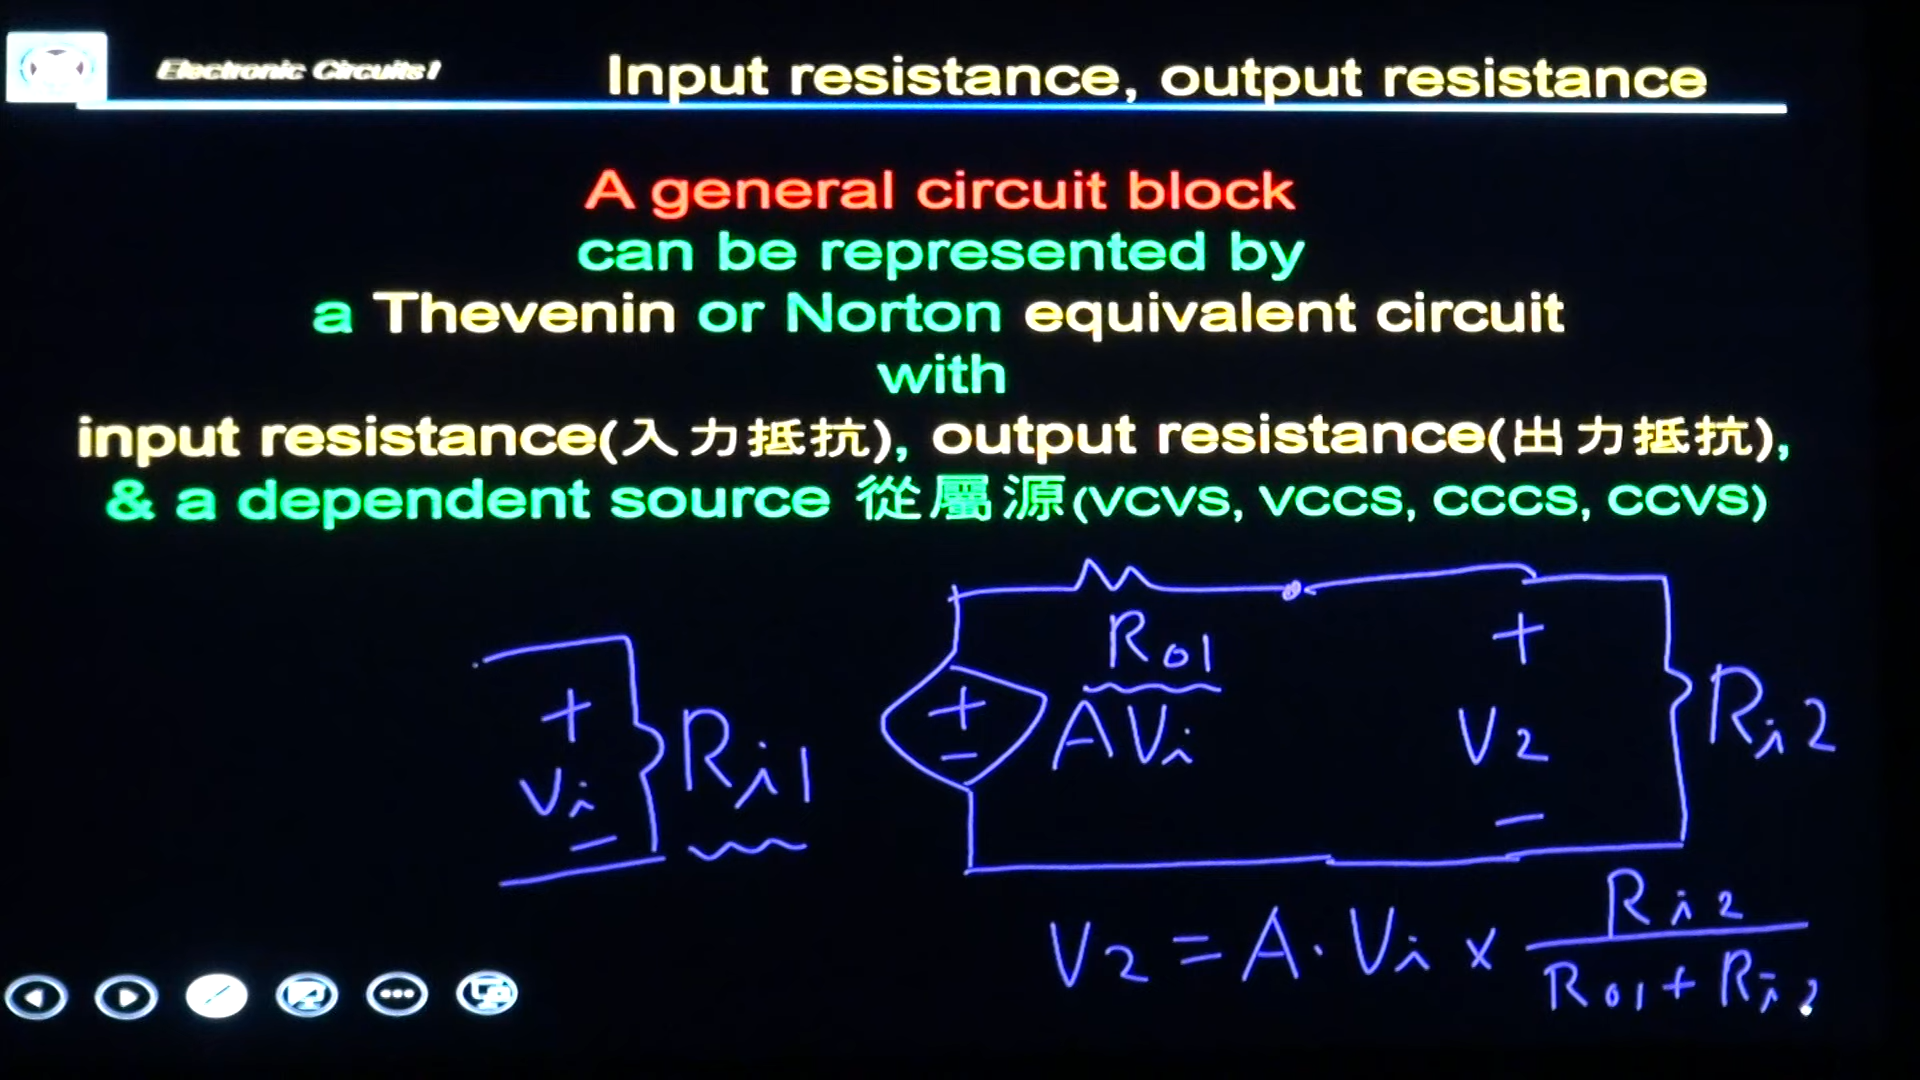 Electronic Circuits1
Input resistance, output resistance
A general circuit block
can be represented by
a Thevenin or Norton equivalent circuit
with
input resistance(入力抵抗), output resistance(出力抵抗),
& a dependent source 從屬源(VCVS, VCCS, CCCS, CCVS)
+
Vi
−
Ri1
+
−
AVi
Ro1
+
V2
−
Ri2
V2 = A·Vi × Ri2 / Ro1 + Ri2